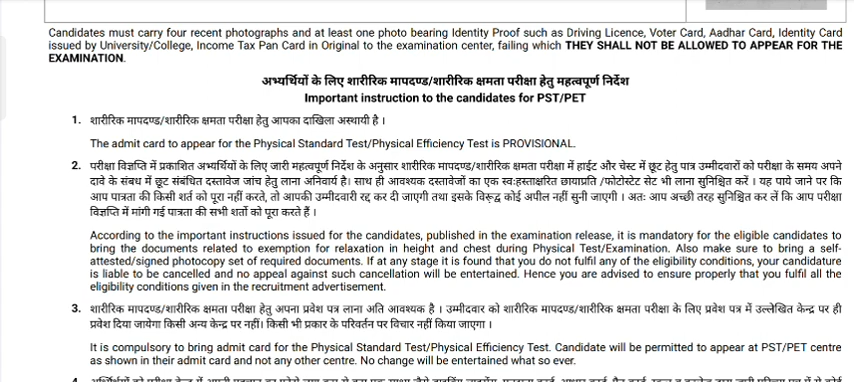 Candidates must carry four recent photographs and at least one photo bearing Identity Proof such as Driving Licence, Voter Card, Aadhar Card, Identity Card
issued by University/College, Income Tax Pan Card in Original to the examination center, failing which THEY SHALL NOT BE ALLOWED TO APPEAR FOR THE
EXAMINATION.
अभ्यर्थियों के लिए शारीरिक मापदण्ड/शारीरिक क्षमता परीक्षा हेतु महत्वपूर्ण निर्देश
Important instruction to the candidates for PST/PET
1. शारीरिक मापदण्ड/शारीरिक क्षमता परीक्षा हेतु आपका दाखिला अस्थायी है ।
The admit card to appear for the Physical Standard Test/Physical Efficiency Test is PROVISIONAL.
2. परीक्षा विज्ञप्ति में प्रकाशित अभ्यर्थियों के लिए जारी महत्वपूर्ण निर्देश के अनुसार शारीरिक मापदण्ड/शारीरिक क्षमता परीक्षा में हाईट और चेस्ट में छूट हेतु पात्र उम्मीदवारों को परीक्षा के समय अपने
दावे के संबध में छूट संबंधित दस्तावेज जांच हेतु लाना अनिवार्य है। साथ ही आवश्यक दस्तावेजों का एक स्व:हस्ताक्षरित छायाप्रति /फोटोस्टेट सेट भी लाना सुनिश्चित करें । यह पाये जाने पर कि
आप पात्रता की किसी शर्त को पूरा नहीं करते, तो आपकी उम्मीदवारी रद्द कर दी जाएगी तथा इसके विरूद्ध कोई अपील नहीं सुनी जाएगी । अतः आप अच्छी तरह सुनिश्चित कर लें कि आप परीक्षा
विज्ञप्ति में मांगी गई पात्रता की सभी शर्तो को पूरा करते हैं ।
According to the important instructions issued for the candidates, published in the examination release, it is mandatory for the eligible candidates to
bring the documents related to exemption for relaxation in height and chest during Physical Test/Examination. Also make sure to bring a self-
attested/signed photocopy set of required documents. If at any stage it is found that you do not fulfil any of the eligibility conditions, your candidature
is liable to be cancelled and no appeal against such cancellation will be entertained. Hence you are advised to ensure properly that you fulfil all the
eligibility conditions given in the recruitment advertisement.
3. शारीरिक मापदण्ड/शारीरिक क्षमता परीक्षा हेतु अपना प्रवेश पत्र लाना अति आवश्यक है । उम्मीदवार को शारीरिक मापदण्ड/शारीरिक क्षमता परीक्षा के लिए प्रवेश पत्र में उल्लेखित केन्द्र पर ही
प्रवेश दिया जायेगा किसी अन्य केन्द्र पर नहीं। किसी भी प्रकार के परिवर्तन पर विचार नहीं किया जाएगा ।
It is compulsory to bring admit card for the Physical Standard Test/Physical Efficiency Test. Candidate will be permitted to appear at PST/PET centre
as shown in their admit card and not any other centre. No change will be entertained what so ever.